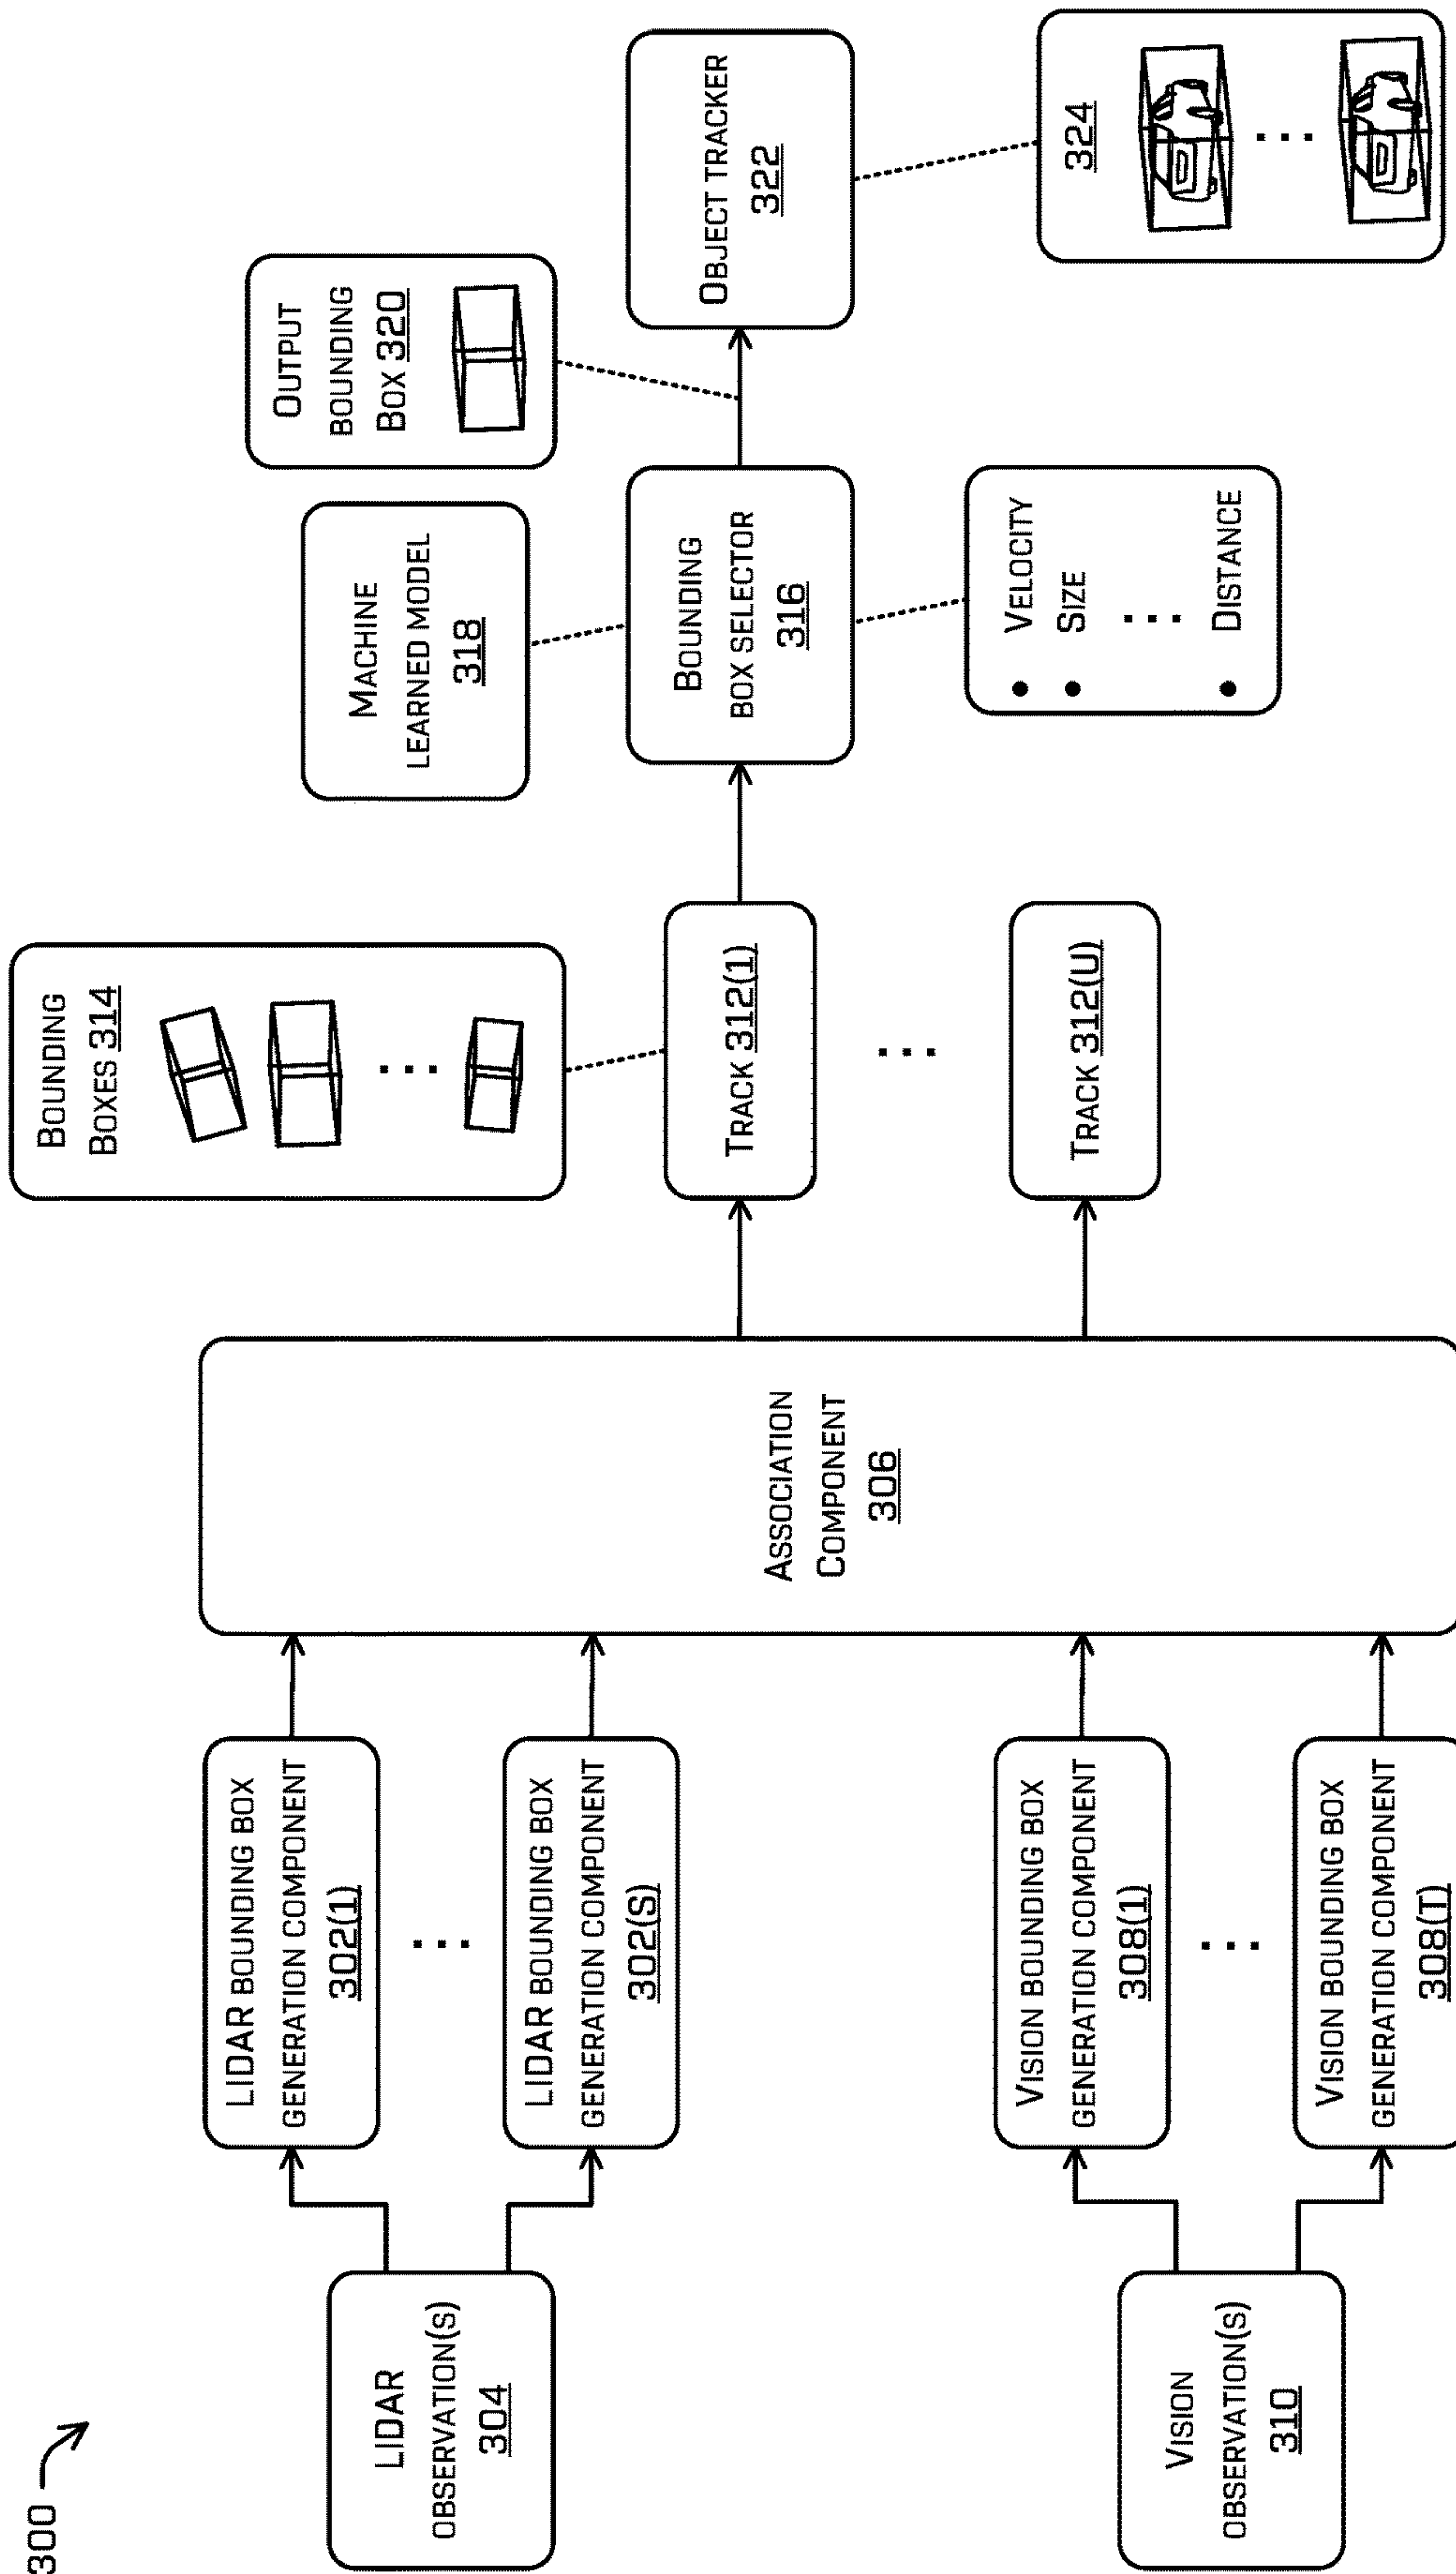 300
LIDAR
OBSERVATION(S)
304
VISION
OBSERVATION(S)
310
LIDAR BOUNDING BOX
GENERATION COMPONENT
302(1)
...
LIDAR BOUNDING BOX
GENERATION COMPONENT
302(S)
VISION BOUNDING BOX
GENERATION COMPONENT
308(1)
...
VISION BOUNDING BOX
GENERATION COMPONENT
308(T)
ASSOCIATION
COMPONENT
306
BOUNDING
BOXES 314
...
TRACK 312(1)
...
TRACK 312(U)
MACHINE
LEARNED MODEL
318
BOUNDING
BOX SELECTOR
316
• VELOCITY
• SIZE
...
• DISTANCE
OUTPUT
BOUNDING
BOX 320
OBJECT TRACKER
322
324
...